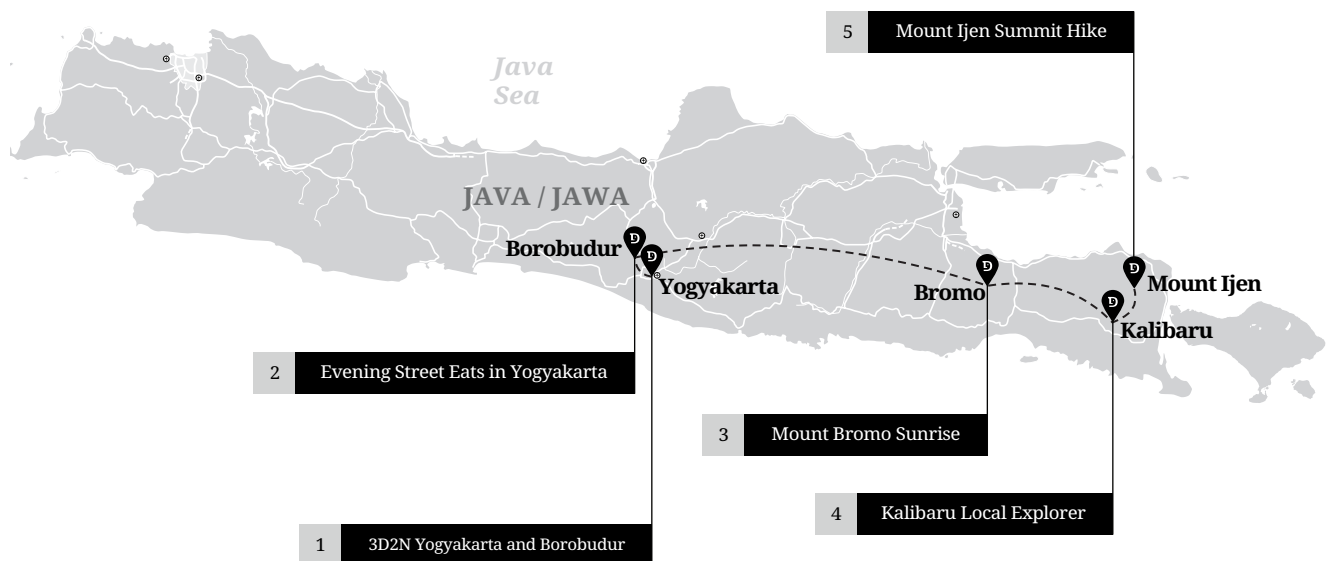 5 Mount Ijen Summit Hike
Java
Sea
JAVA / JAWA
Borobudur
Yogyakarta
Bromo
Mount Ijen
Kalibaru
2 Evening Street Eats in Yogyakarta
3 Mount Bromo Sunrise
4 Kalibaru Local Explorer
1 3D2N Yogyakarta and Borobudur
D
D
D
D
D